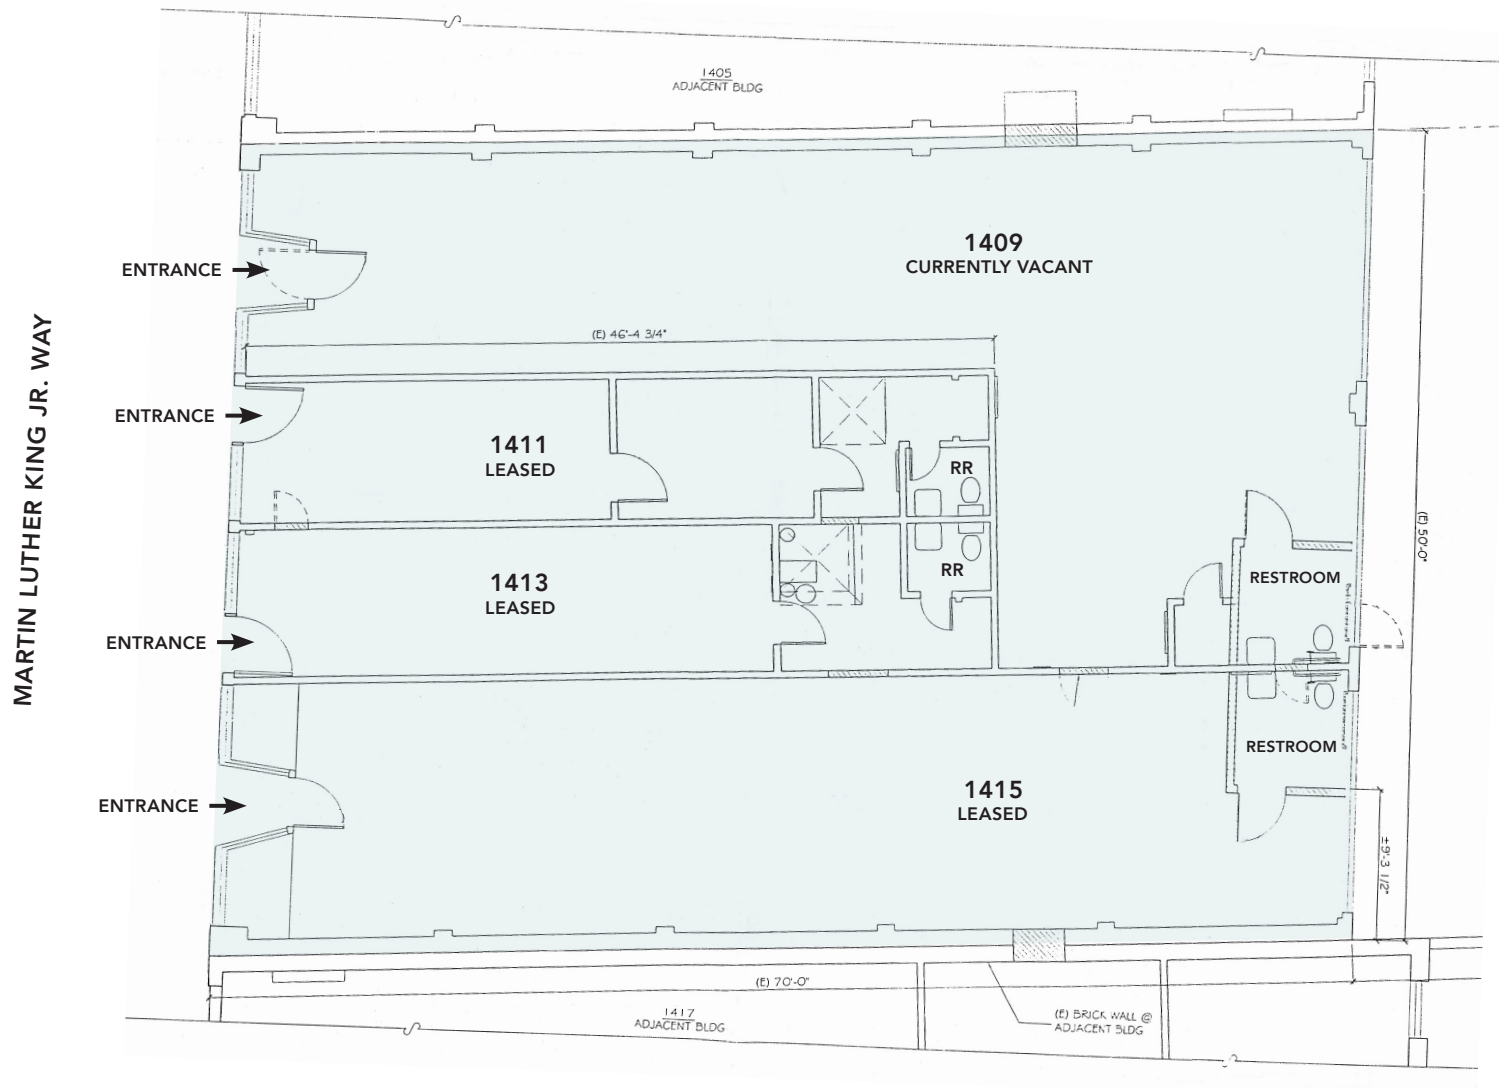 1405
ADJACENT BLDG
1409
CURRENTLY VACANT
ENTRANCE
(E) 46'-4 3/4"
MARTIN LUTHER KING JR. WAY
ENTRANCE
1411
LEASED
RR
(E) 50'-0"
RR
RESTROOM
1413
LEASED
ENTRANCE
RESTROOM
1415
LEASED
ENTRANCE
±9'-3 1/2"
(E) 70'-0"
1417
ADJACENT BLDG
(E) BRICK WALL @
ADJACENT BLDG